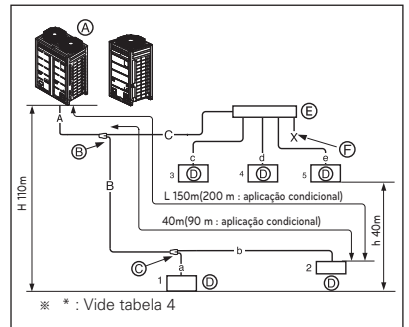 A
A
B
C
E
X
F
c
d
e
3 D
4 D
5 D
H 110m
B
L 150m(200 m : aplicação condicional)
40m(90 m : aplicação condicional)
h 40m
C
a
b
1 D
2
D
※ * : Vide tabela 4